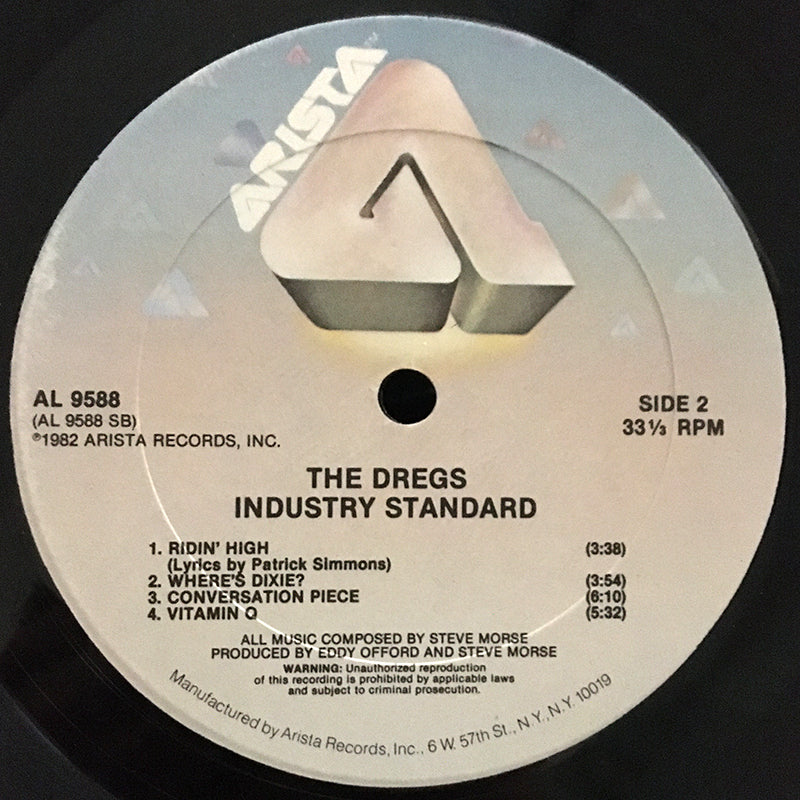 ARISTA™
AL 9588
(AL 9588 SB)
℗1982 ARISTA RECORDS, INC.
SIDE 2
33⅓ RPM
THE DREGS
INDUSTRY STANDARD
1. RIDIN' HIGH (3:38)
(Lyrics by Patrick Simmons)
2. WHERE'S DIXIE? (3:54)
3. CONVERSATION PIECE (6:10)
4. VITAMIN Q (5:32)
ALL MUSIC COMPOSED BY STEVE MORSE
PRODUCED BY EDDY OFFORD AND STEVE MORSE
WARNING: Unauthorized reproduction
of this recording is prohibited by applicable laws
and subject to criminal prosecution.
Manufactured by Arista Records, Inc., 6 W. 57th St., N.Y., N.Y. 10019